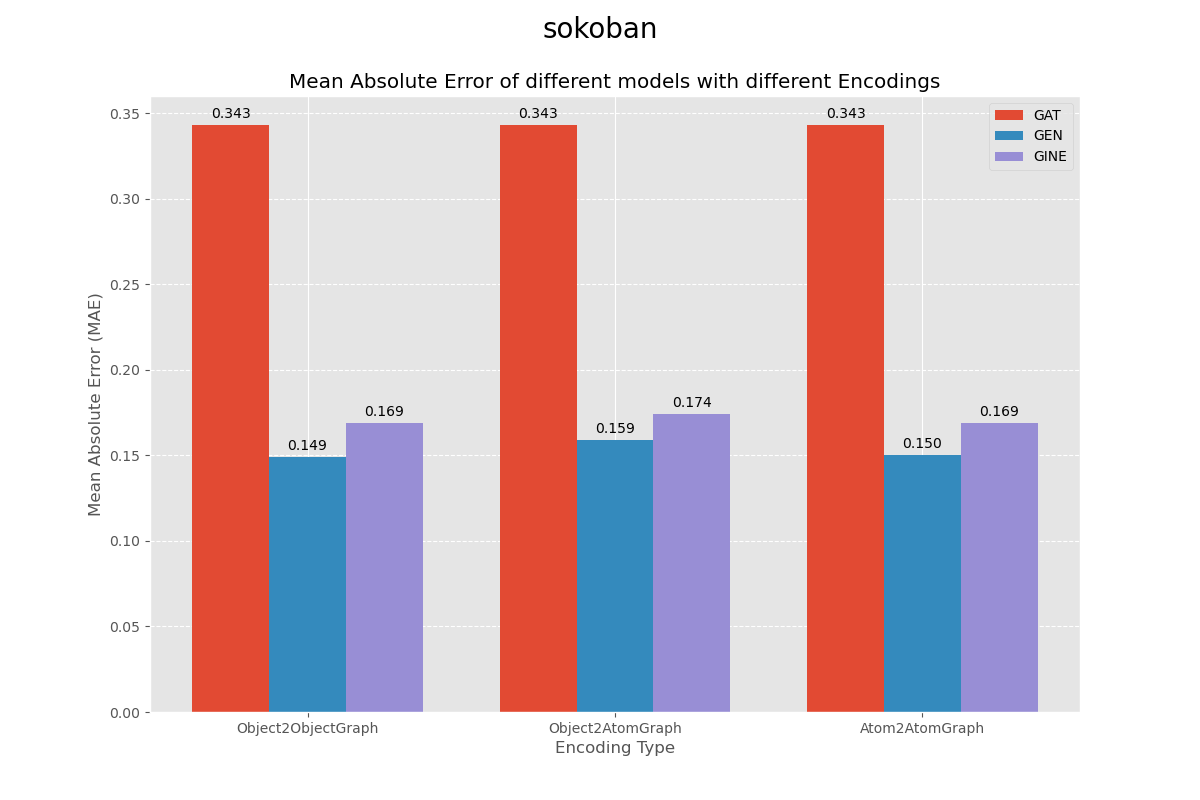 sokoban
Mean Absolute Error of different models with different Encodings
0.35
0.30
0.25
0.20
0.15
0.10
0.05
0.00
Mean Absolute Error (MAE)
0.343
0.149
0.169
0.343
0.159
0.174
0.343
0.150
0.169
GAT
GEN
GINE
Object2ObjectGraph
Object2AtomGraph
Atom2AtomGraph
Encoding Type